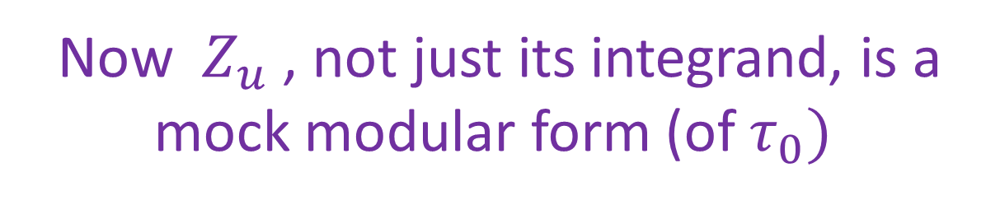 Now Z_u , not just its integrand, is a
mock modular form (of τ_0)